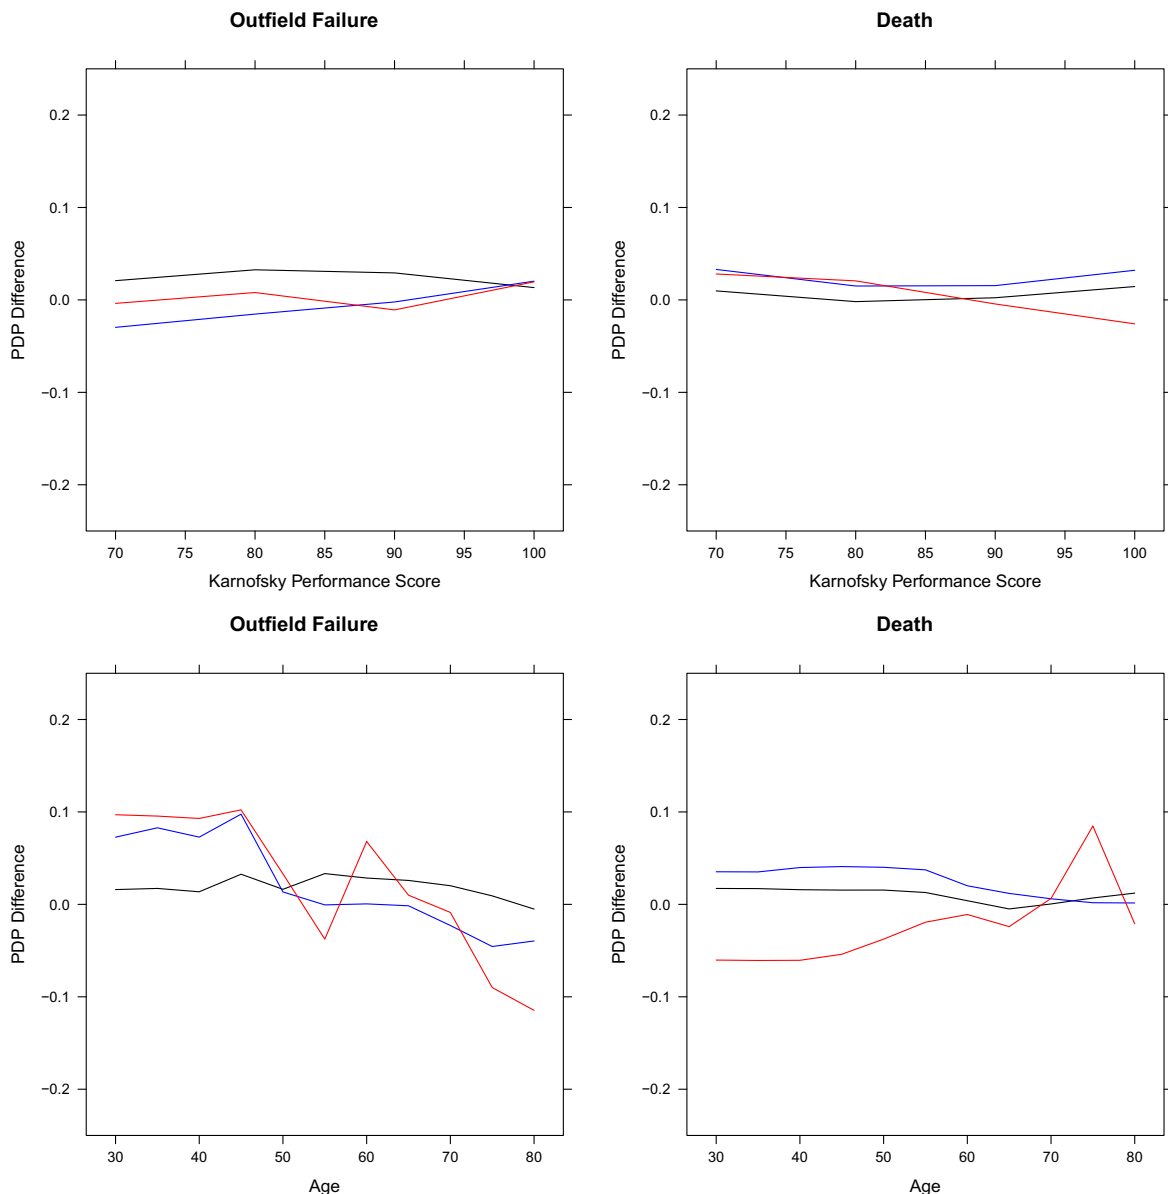 Outfield Failure
0.2
0.1
0.0
−0.1
−0.2
PDP Difference
70 75 80 85 90 95 100
Karnofsky Performance Score
Death
0.2
0.1
0.0
−0.1
−0.2
PDP Difference
70 75 80 85 90 95 100
Karnofsky Performance Score
Outfield Failure
0.2
0.1
0.0
−0.1
−0.2
PDP Difference
30 40 50 60 70 80
Age
Death
0.2
0.1
0.0
−0.1
−0.2
PDP Difference
30 40 50 60 70 80
Age